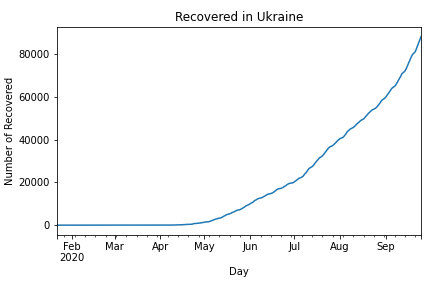 Recovered in Ukraine
Number of Recovered
80000
60000
40000
20000
0
Feb Mar Apr May Jun Jul Aug Sep
2020
Day